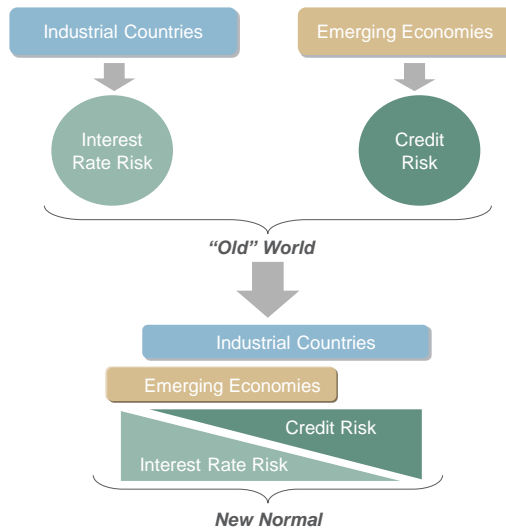 Industrial Countries
Emerging Economies
Interest
Rate Risk
Credit
Risk
“Old” World
Industrial Countries
Emerging Economies
Credit Risk
Interest Rate Risk
New Normal